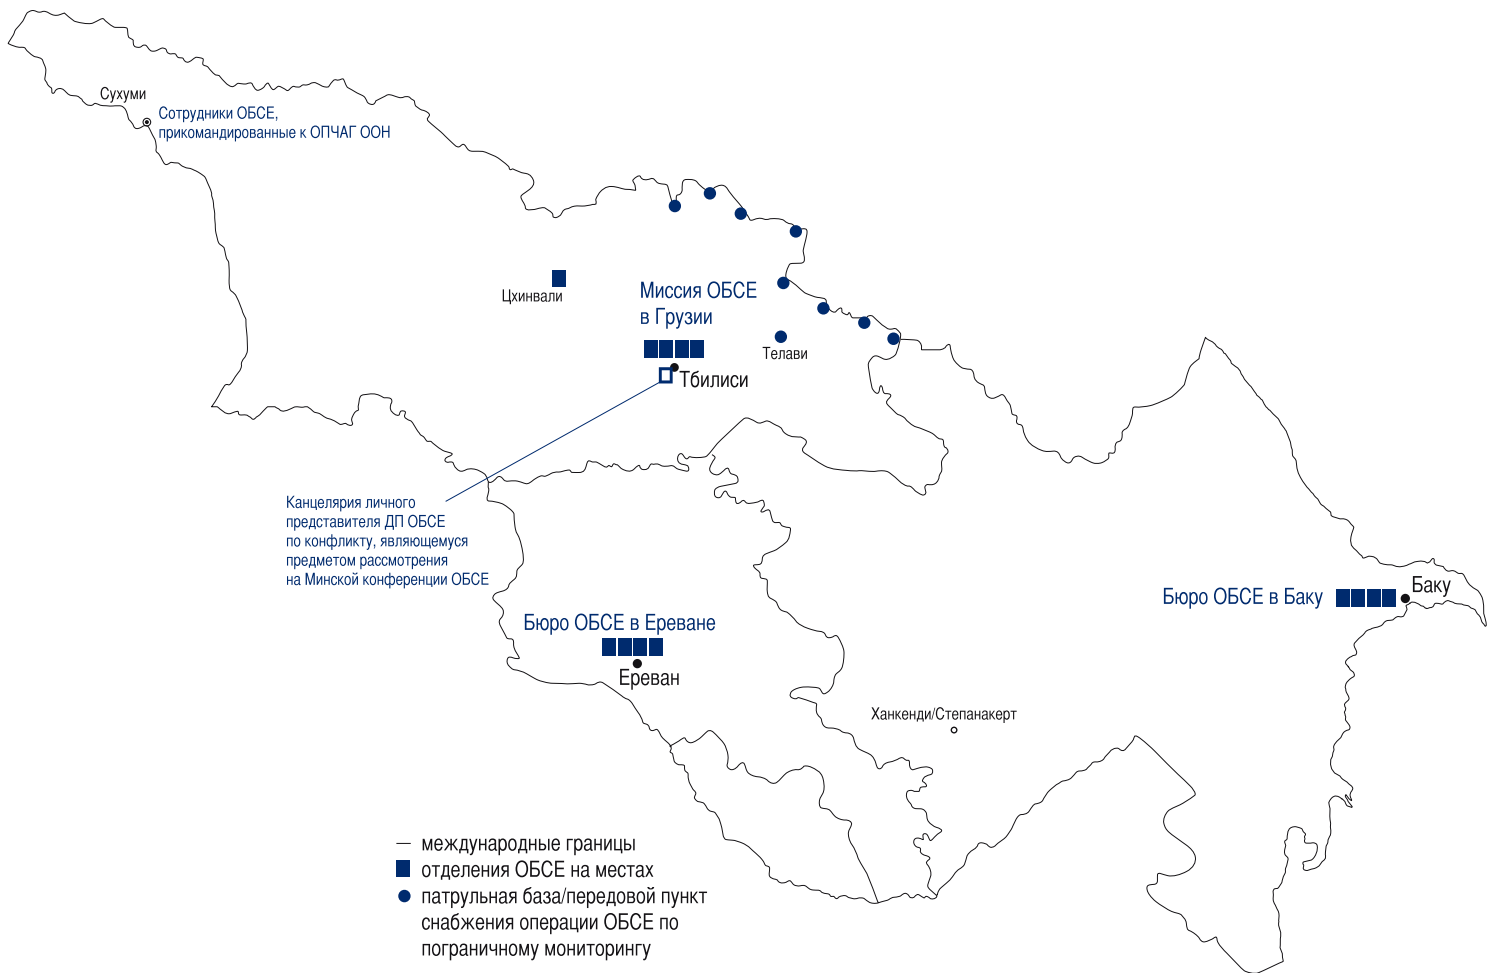 Сухуми
Сотрудники ОБСЕ,
прикомандированные к ОПЧАГ ООН
Цхинвали
Миссия ОБСЕ
в Грузии
Телави
Тбилиси
Канцелярия личного
представителя ДП ОБСЕ
по конфликту, являющемуся
предметом рассмотрения
на Минской конференции ОБСЕ
Баку
Бюро ОБСЕ в Баку
Бюро ОБСЕ в Ереване
Ереван
Ханкенди/Степанакерт
международные границы
отделения ОБСЕ на местах
патрульная база/передовой пункт
снабжения операции ОБСЕ по
пограничному мониторингу